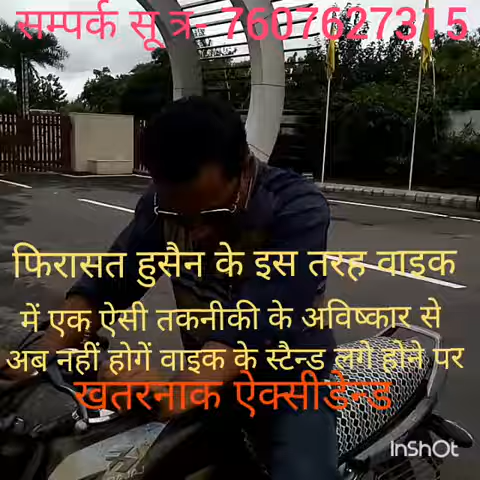 सम्पर्क सू त्र- 7607627315
फिरासत हुसैन के इस तरह वाइक
में एक ऐसी तकनीकी के अविष्कार से
अब नहीं होगें वाइक के स्टैन्ड लगे होने पर
खतरनाक ऐक्सीडेन्ड
InShOt